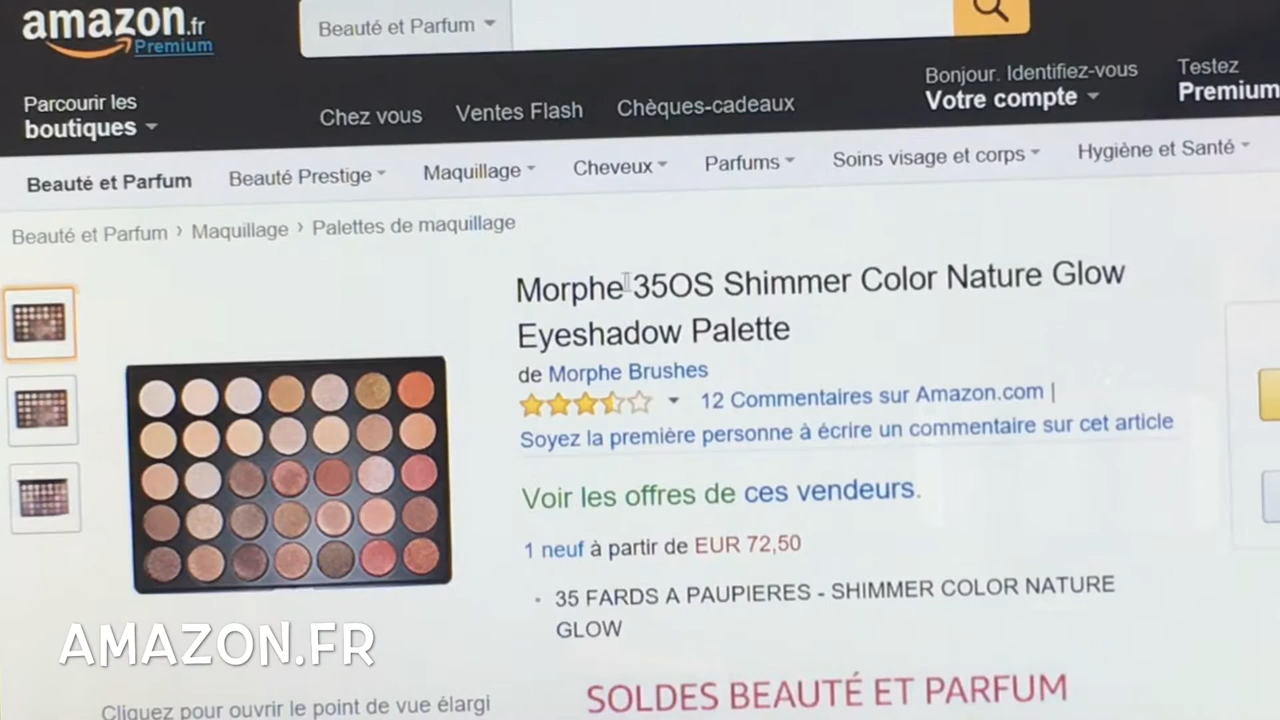 amazon.fr
Premium
Beauté et Parfum
Parcourir les
boutiques
Chez vous
Ventes Flash
Chèques-cadeaux
Bonjour. Identifiez-vous
Votre compte
Testez
Premium
Beauté et Parfum
Beauté Prestige
Maquillage
Cheveux
Parfums
Soins visage et corps
Hygiène et Santé
Beauté et Parfum › Maquillage › Palettes de maquillage
Morphe 35OS Shimmer Color Nature Glow
Eyeshadow Palette
de Morphe Brushes
12 Commentaires sur Amazon.com |
Soyez la première personne à écrire un commentaire sur cet article
Voir les offres de ces vendeurs.
1 neuf à partir de EUR 72,50
35 FARDS A PAUPIERES - SHIMMER COLOR NATURE
GLOW
AMAZON.FR
SOLDES BEAUTÉ ET PARFUM
Cliquez pour ouvrir le point de vue élargi